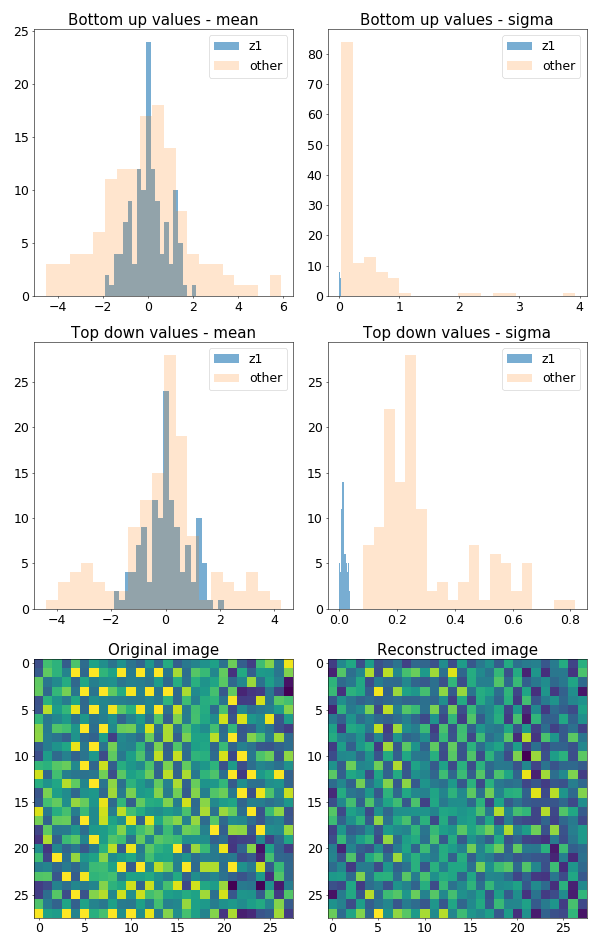 Bottom up values - mean
25
20
15
10
5
0
−4 −2 0 2 4 6
z1
other
Bottom up values - sigma
80
70
60
50
40
30
20
10
0
0 1 2 3 4
z1
other
Top down values - mean
25
20
15
10
5
0
−4 −2 0 2 4
z1
other
Top down values - sigma
25
20
15
10
5
0
0.0 0.2 0.4 0.6 0.8
z1
other
Original image
0
5
10
15
20
25
0 5 10 15 20 25
Reconstructed image
0
5
10
15
20
25
0 5 10 15 20 25